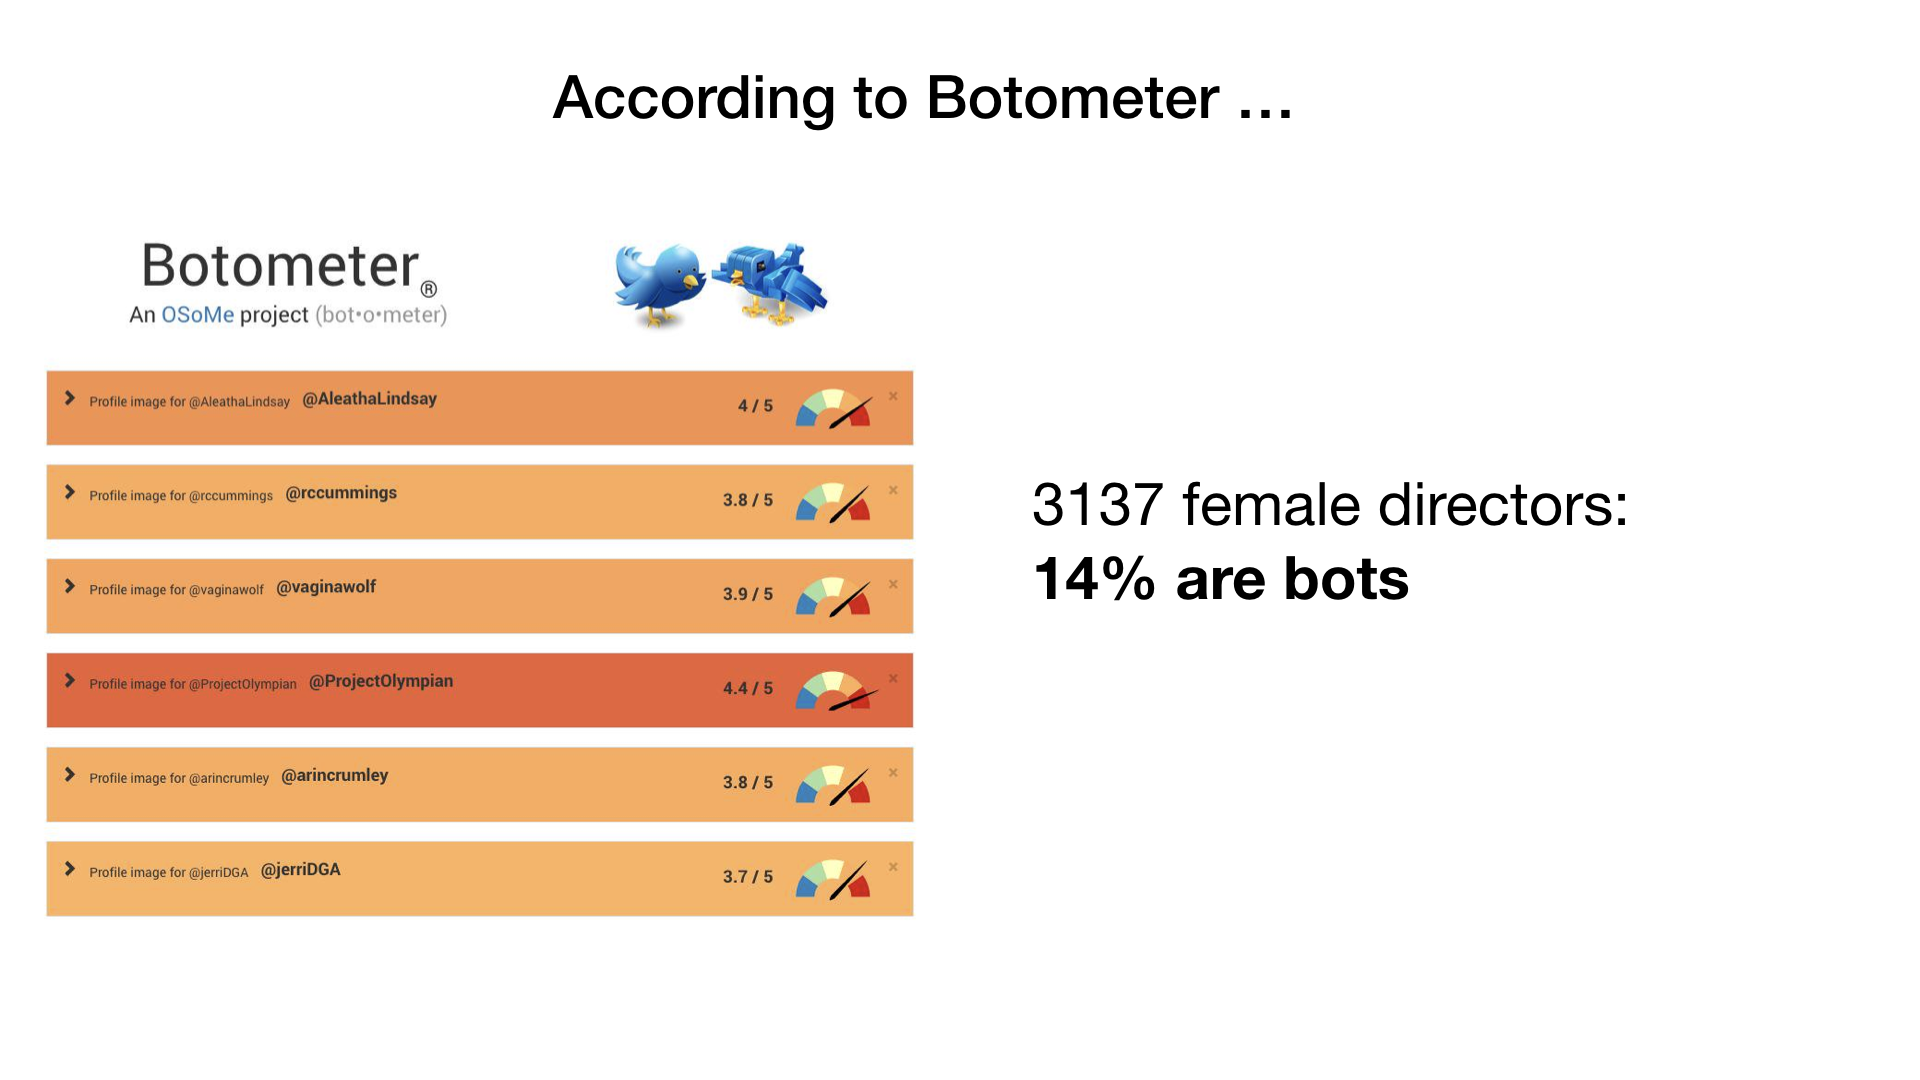 According to Botometer …
Botometer®
An OSoMe project (bot•o•meter)
Profile image for @AleathaLindsay @AleathaLindsay 4 / 5 ×
Profile image for @rccummings @rccummings 3.8 / 5 ×
Profile image for @vaginawolf @vaginawolf 3.9 / 5 ×
Profile image for @ProjectOlympian @ProjectOlympian 4.4 / 5 ×
Profile image for @arincrumley @arincrumley 3.8 / 5 ×
Profile image for @jerriDGA @jerriDGA 3.7 / 5 ×
3137 female directors:
14% are bots